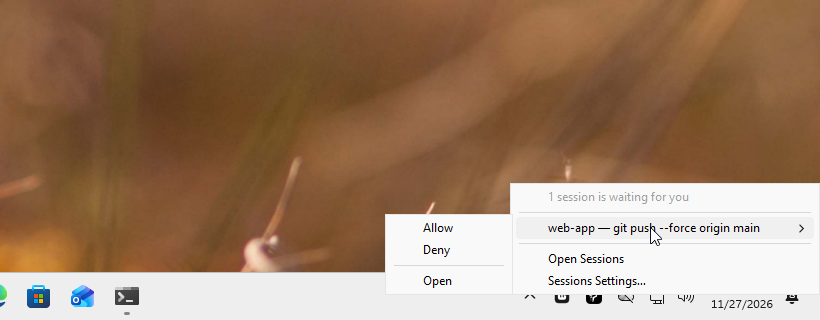 1 session is waiting for you
web-app — git push --force origin main
Allow
Deny
Open
Open Sessions
Sessions Settings...
11/27/2026